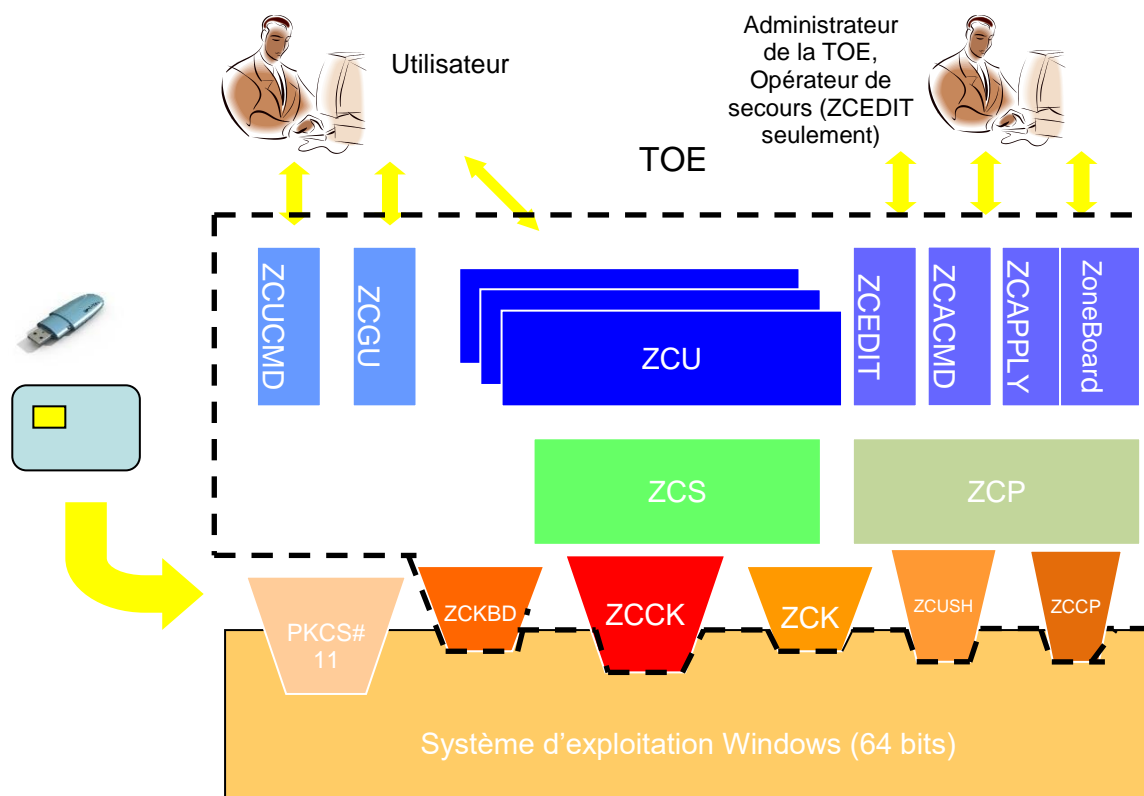 Utilisateur
Administrateur
de la TOE,
Opérateur de
secours (ZCEDIT
seulement)
TOE
ZCUCMD
ZCGU
ZCU
ZCEDIT
ZCACMD
ZCAPPLY
ZoneBoard
ZCS
ZCP
PKCS#
11
ZCKBD
ZCCK
ZCK
ZCUSH
ZCCP
Système d'exploitation Windows (64 bits)